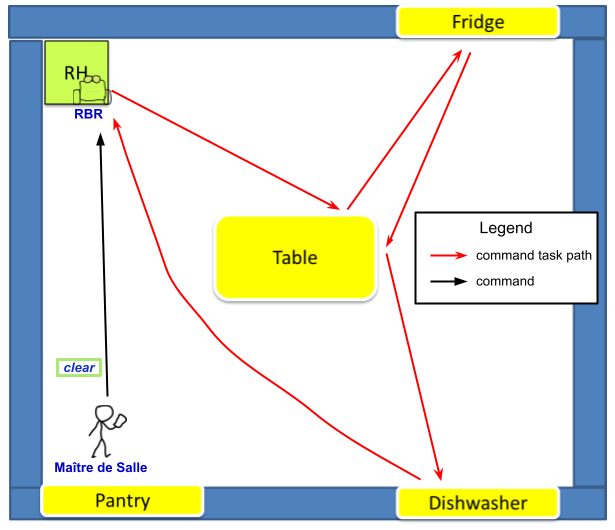 Fridge
RH
RBR
Table
Legend
command task path
command
clear
Maître de Salle
Pantry
Dishwasher